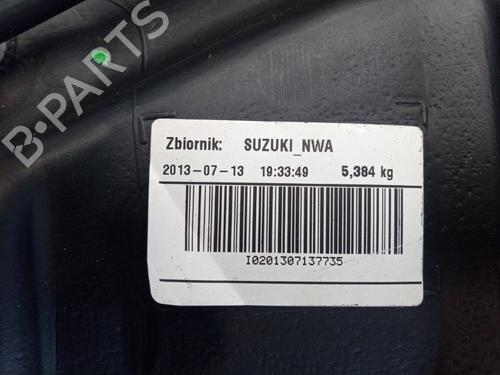 B-PARTS
Zbiornik: SUZUKI_NWA
2013-07-13 19:33:49 5,384 kg
I0201307137735